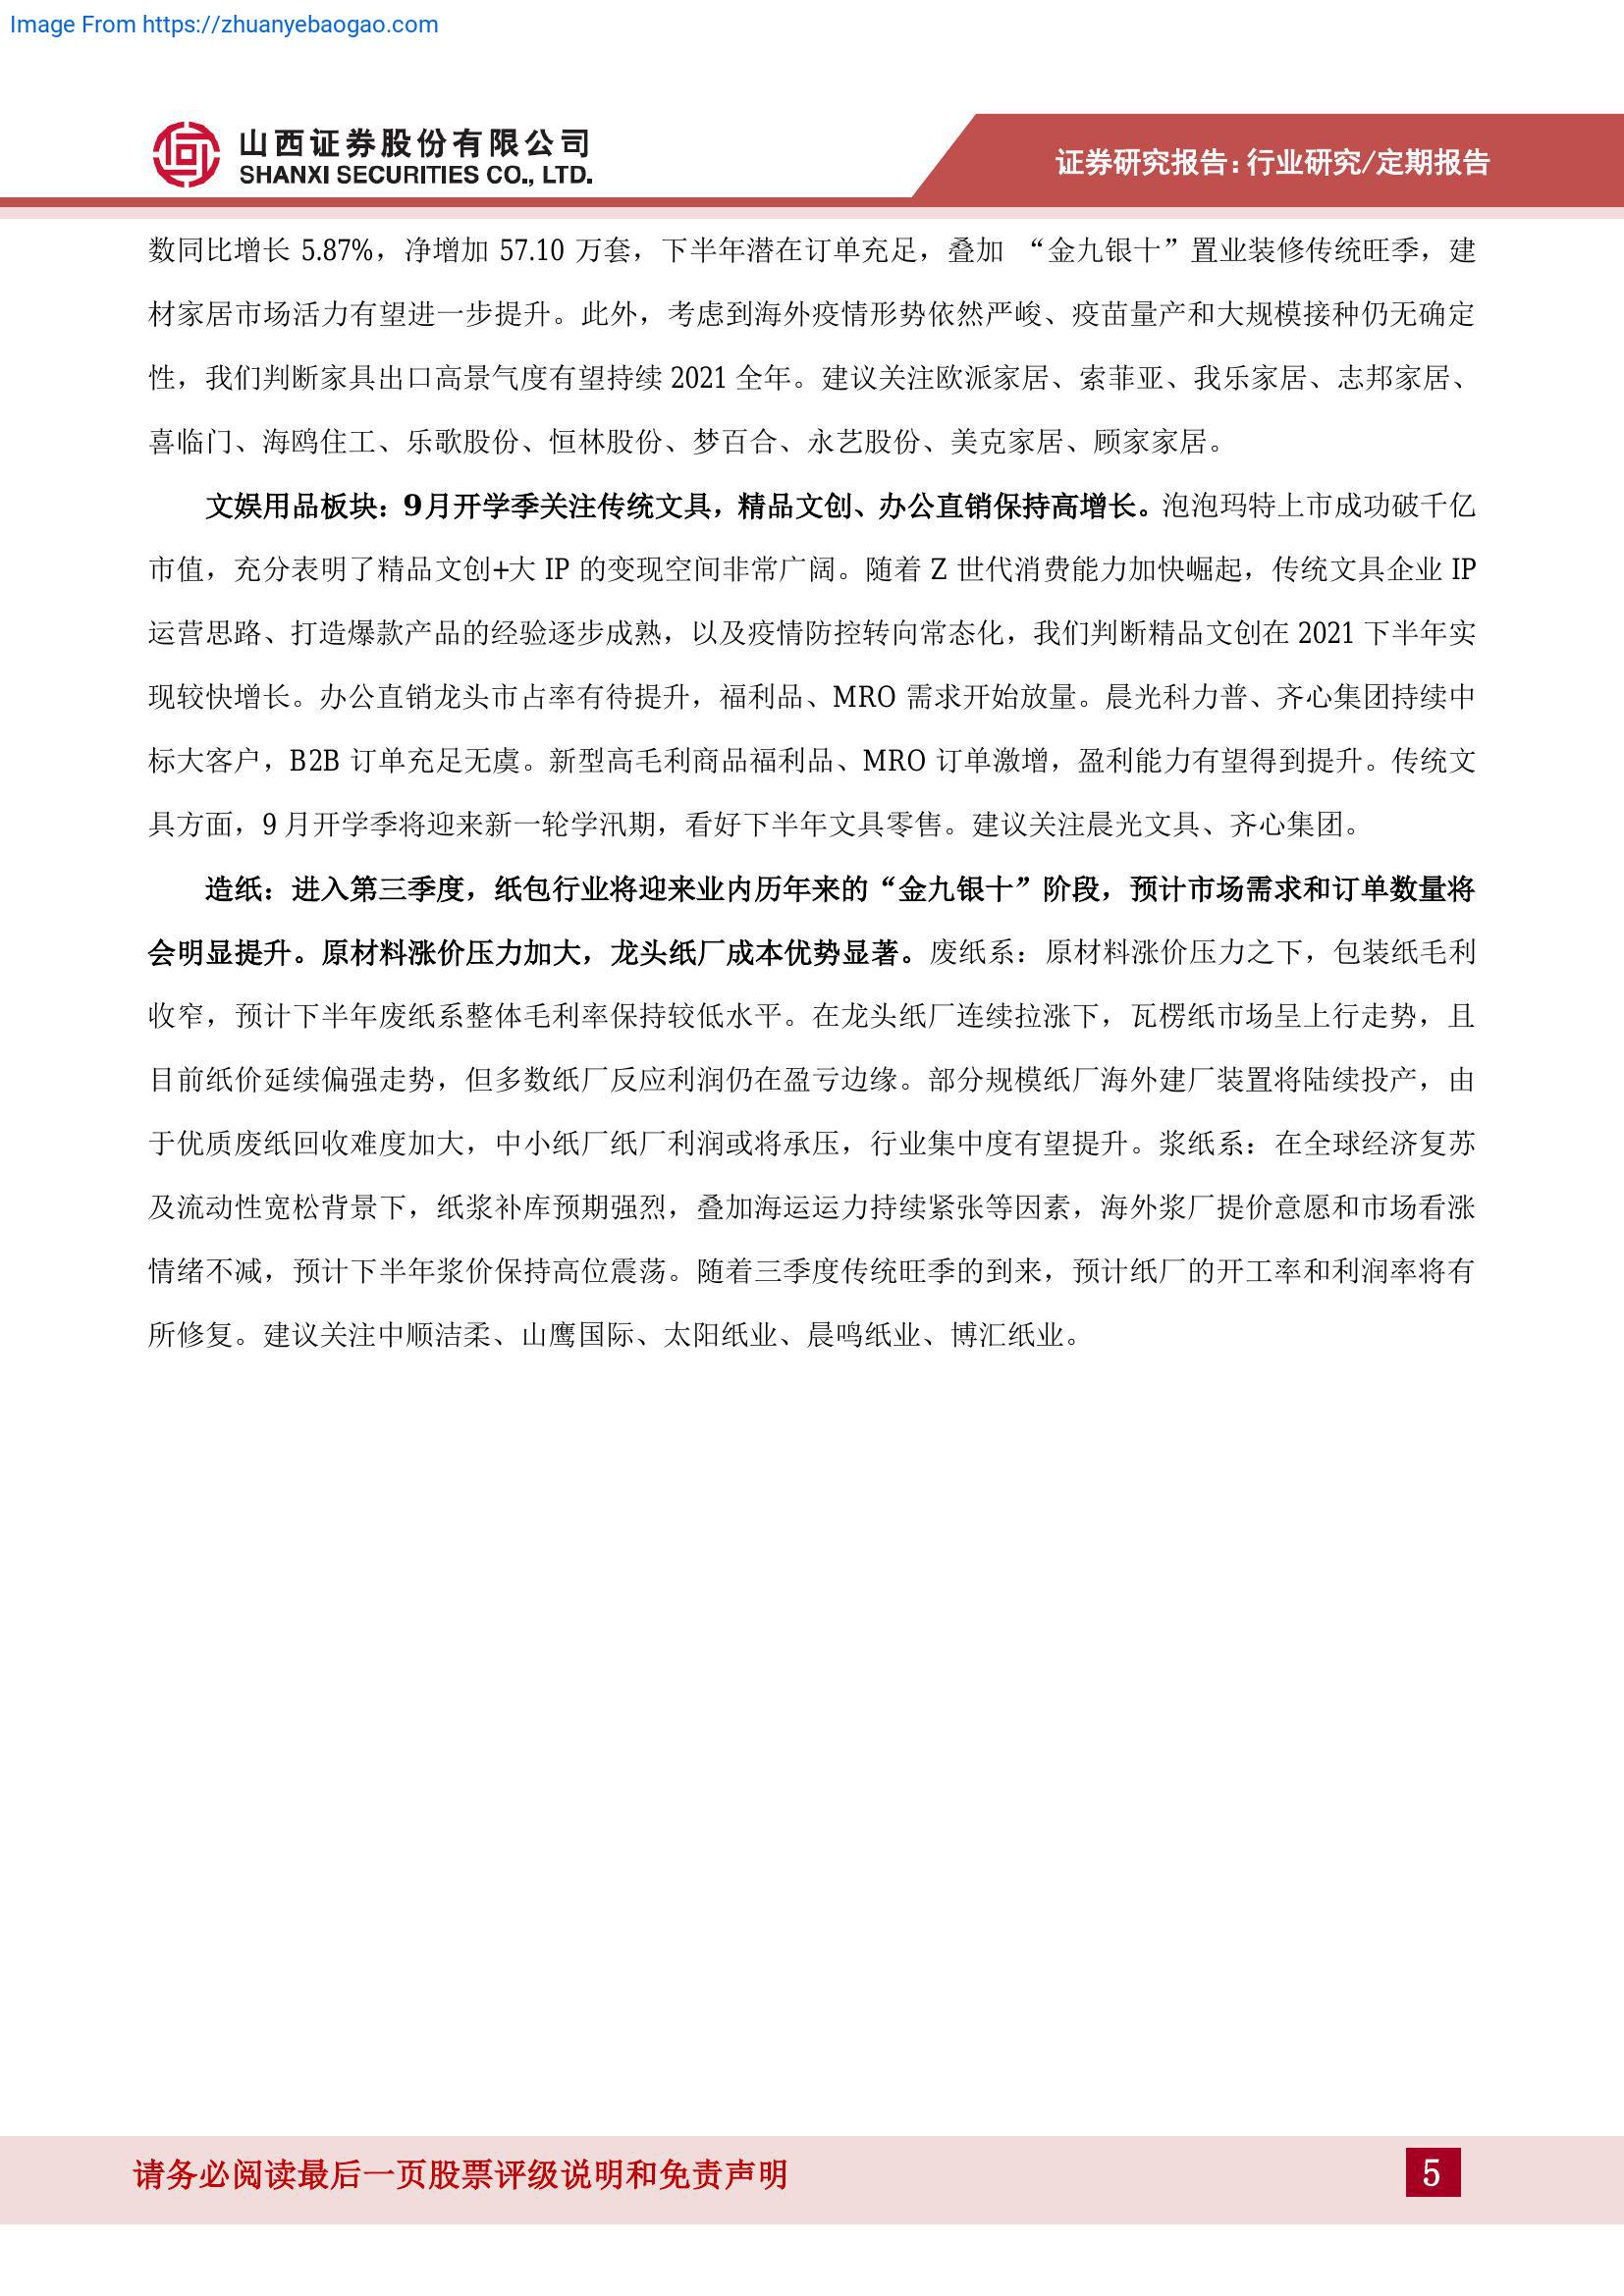 Image From https://zhuanyebaogao.com
山西证券股份有限公司
SHANXI SECURITIES CO., LTD.
证券研究报告：行业研究/定期报告
数同比增长 5.87%，净增加 57.10 万套，下半年潜在订单充足，叠加 “金九银十”置业装修传统旺季，建
材家居市场活力有望进一步提升。此外，考虑到海外疫情形势依然严峻、疫苗量产和大规模接种仍无确定
性，我们判断家具出口高景气度有望持续 2021 全年。建议关注欧派家居、索菲亚、我乐家居、志邦家居、
喜临门、海鸥住工、乐歌股份、恒林股份、梦百合、永艺股份、美克家居、顾家家居。
文娱用品板块：9月开学季关注传统文具，精品文创、办公直销保持高增长。泡泡玛特上市成功破千亿
市值，充分表明了精品文创+大 IP 的变现空间非常广阔。随着 Z 世代消费能力加快崛起，传统文具企业 IP
运营思路、打造爆款产品的经验逐步成熟，以及疫情防控转向常态化，我们判断精品文创在 2021 下半年实
现较快增长。办公直销龙头市占率有待提升，福利品、MRO 需求开始放量。晨光科力普、齐心集团持续中
标大客户，B2B 订单充足无虞。新型高毛利商品福利品、MRO 订单激增，盈利能力有望得到提升。传统文
具方面，9 月开学季将迎来新一轮学汛期，看好下半年文具零售。建议关注晨光文具、齐心集团。
造纸：进入第三季度，纸包行业将迎来业内历年来的“金九银十”阶段，预计市场需求和订单数量将
会明显提升。原材料涨价压力加大，龙头纸厂成本优势显著。废纸系：原材料涨价压力之下，包装纸毛利
收窄，预计下半年废纸系整体毛利率保持较低水平。在龙头纸厂连续拉涨下，瓦楞纸市场呈上行走势，且
目前纸价延续偏强走势，但多数纸厂反应利润仍在盈亏边缘。部分规模纸厂海外建厂装置将陆续投产，由
于优质废纸回收难度加大，中小纸厂纸厂利润或将承压，行业集中度有望提升。浆纸系：在全球经济复苏
及流动性宽松背景下，纸浆补库预期强烈，叠加海运运力持续紧张等因素，海外浆厂提价意愿和市场看涨
情绪不减，预计下半年浆价保持高位震荡。随着三季度传统旺季的到来，预计纸厂的开工率和利润率将有
所修复。建议关注中顺洁柔、山鹰国际、太阳纸业、晨鸣纸业、博汇纸业。
请务必阅读最后一页股票评级说明和免责声明
5